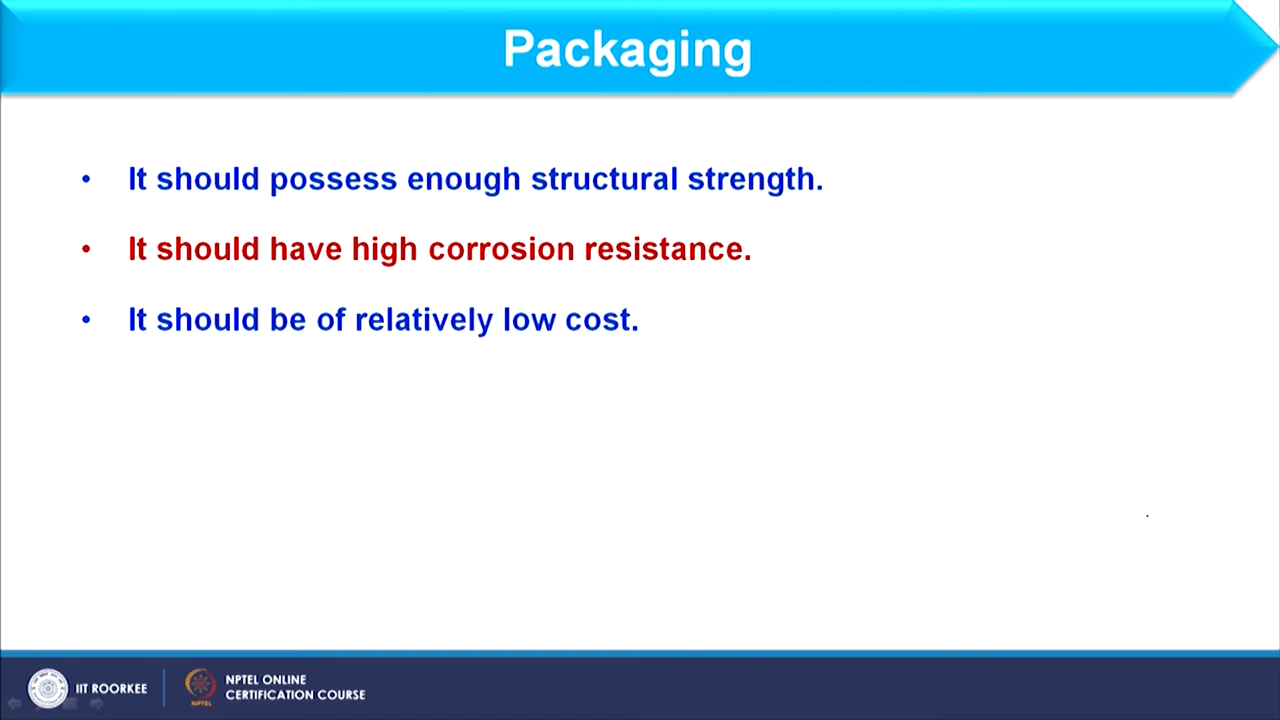 Packaging
• It should possess enough structural strength.
• It should have high corrosion resistance.
• It should be of relatively low cost.
IIT ROORKEE
NPTEL
NPTEL ONLINE
CERTIFICATION COURSE